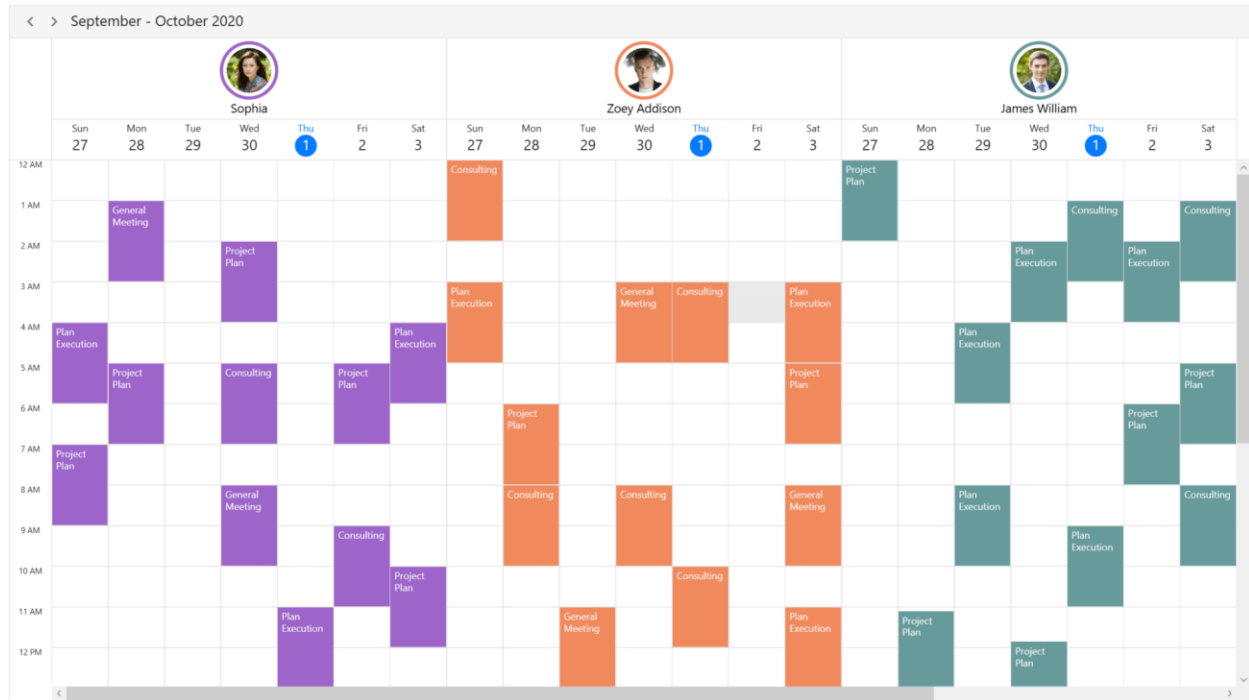 September - October 2020
Sophia
Zoey Addison
James William
Sun Mon Tue Wed Thu Fri Sat Sun Mon Tue Wed Thu Fri Sat Sun Mon Tue Wed Thu Fri Sat
27 28 29 30 1 2 3 27 28 29 30 1 2 3 27 28 29 30 1 2 3
12 AM
Consulting
Project
Plan
1 AM
General
Meeting
Consulting
Consulting
2 AM
Project
Plan
Plan
Execution
Plan
Execution
3 AM
Plan
Execution
General
Meeting
Consulting
Plan
Execution
4 AM
Plan
Execution
Plan
Execution
Plan
Execution
5 AM
Project
Plan
Consulting
Project
Plan
Project
Plan
Project
Plan
6 AM
Project
Plan
Project
Plan
7 AM
Project
Plan
8 AM
General
Meeting
Consulting
Consulting
General
Meeting
Plan
Execution
Consulting
9 AM
Consulting
Plan
Execution
10 AM
Project
Plan
Consulting
11 AM
Plan
Execution
General
Meeting
Plan
Execution
Project
Plan
12 PM
Project
Plan